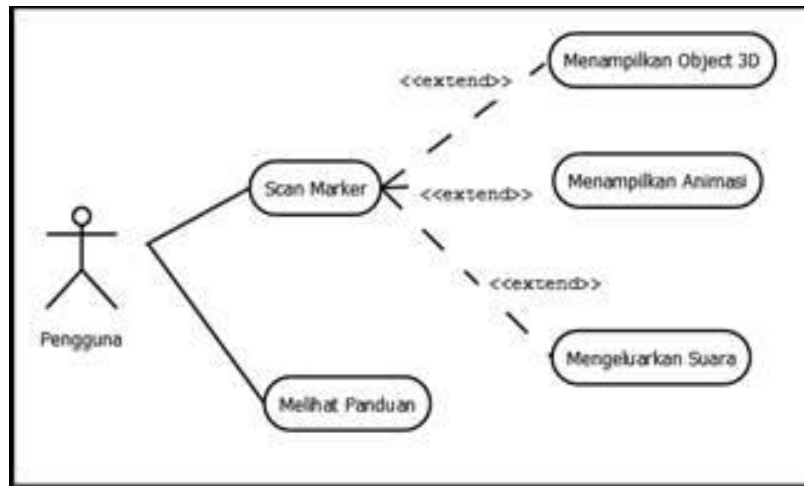 Menampilkan Object 3D
<<extend>>
Scan Marker
<<extend>>
Menampilkan Animasi
<<extend>>
Pengguna
Mengeluarkan Suara
Melihat Panduan